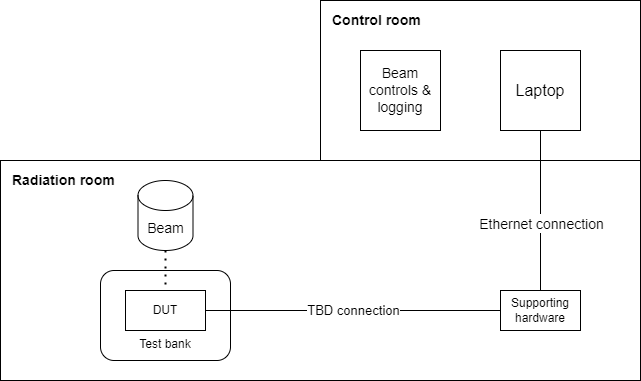 Control room
Beam
controls &
logging
Laptop
Radiation room
Beam
Ethernet connection
DUT
TBD connection
Supporting
hardware
Test bank